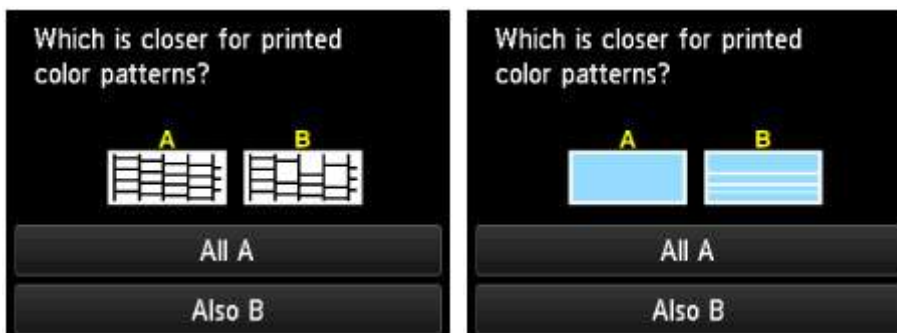 Which is closer for printed
color patterns?
A B
All A
Also B
Which is closer for printed
color patterns?
A B
All A
Also B